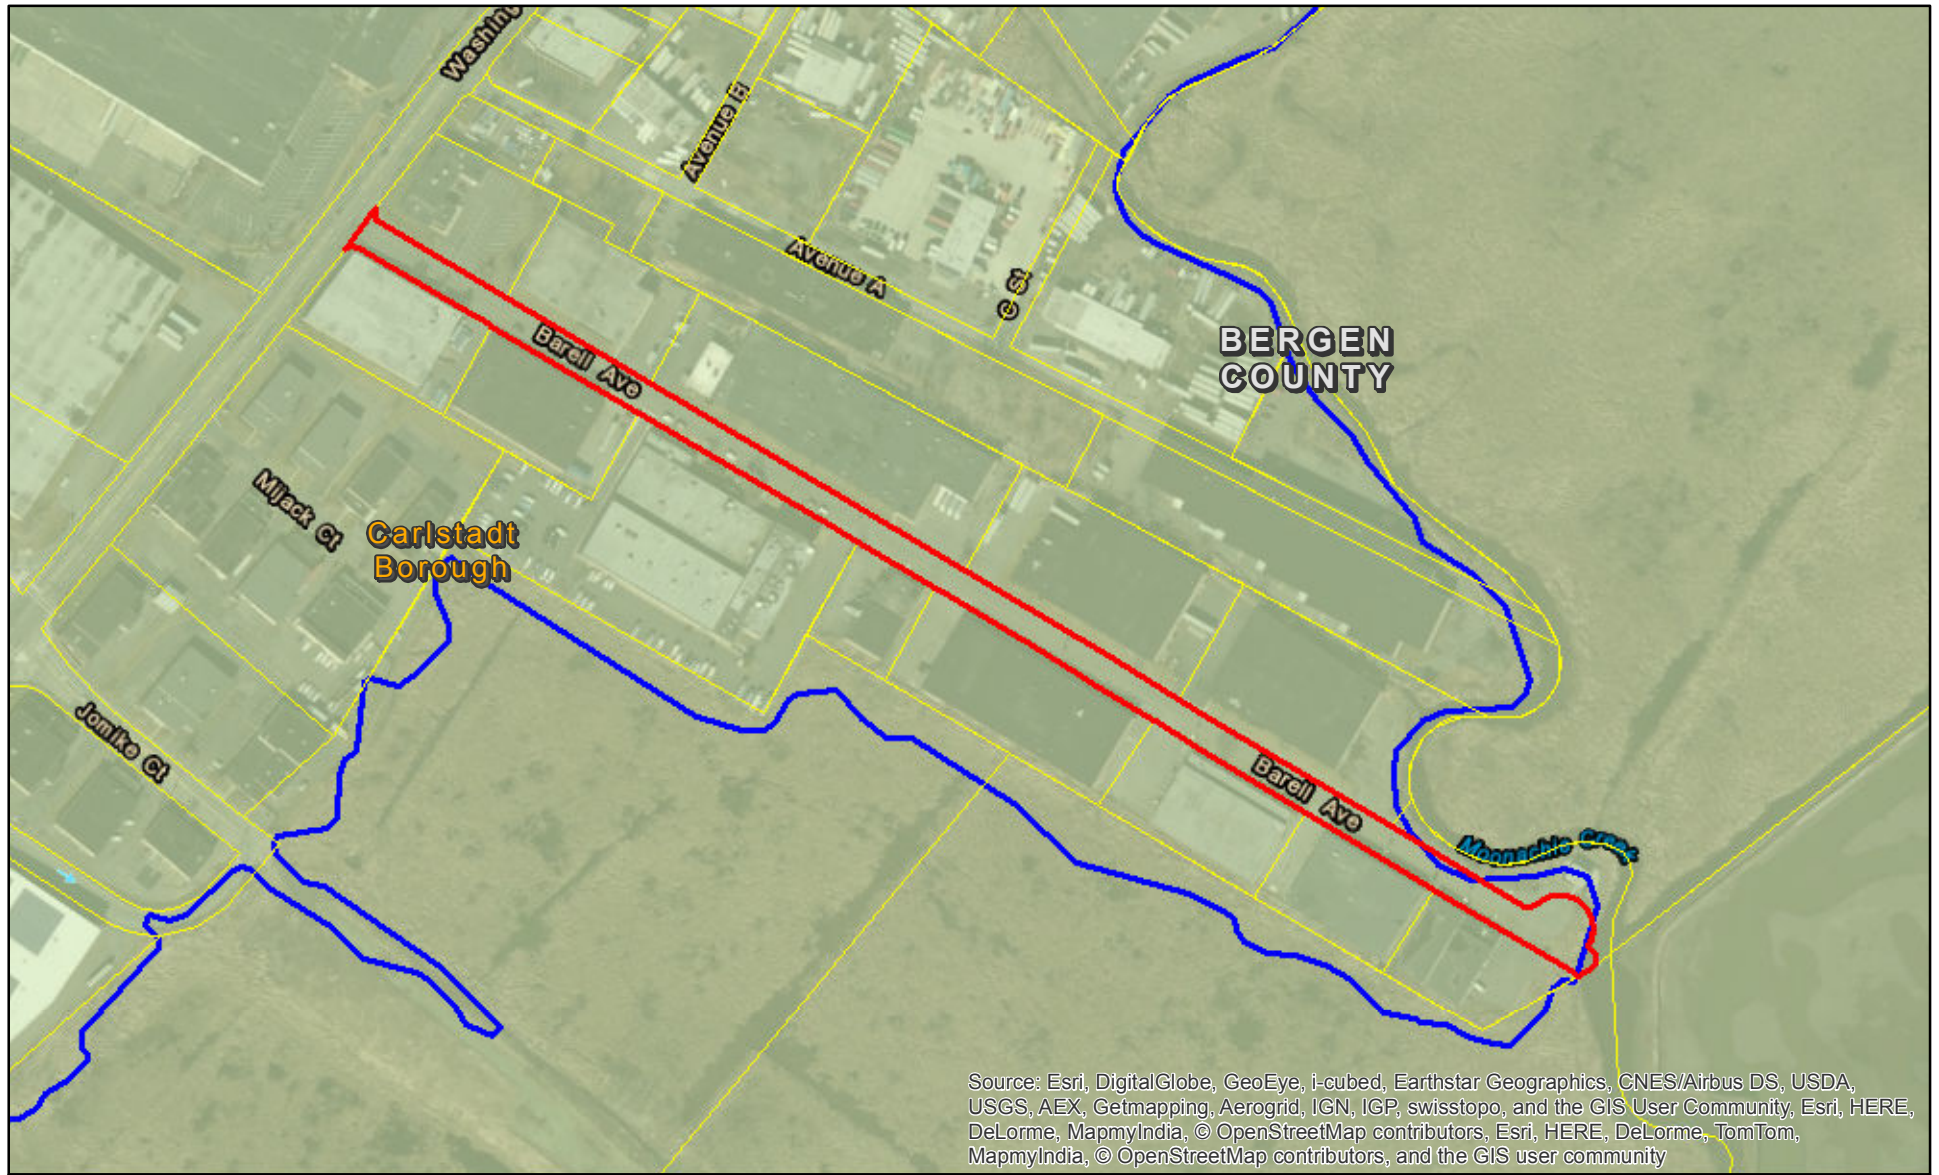 Avenue B
Avenue A
C St
BERGEN
COUNTY
Barell Ave
Mijack Ct
Carlstadt
Borough
Jomike Ct
Barell Ave
Moonachie Creek
Source: Esri, DigitalGlobe, GeoEye, i-cubed, Earthstar Geographics, CNES/Airbus DS, USDA,
USGS, AEX, Getmapping, Aerogrid, IGN, IGP, swisstopo, and the GIS User Community, Esri, HERE,
DeLorme, MapmyIndia, © OpenStreetMap contributors, Esri, HERE, DeLorme, TomTom,
MapmyIndia, © OpenStreetMap contributors, and the GIS user community